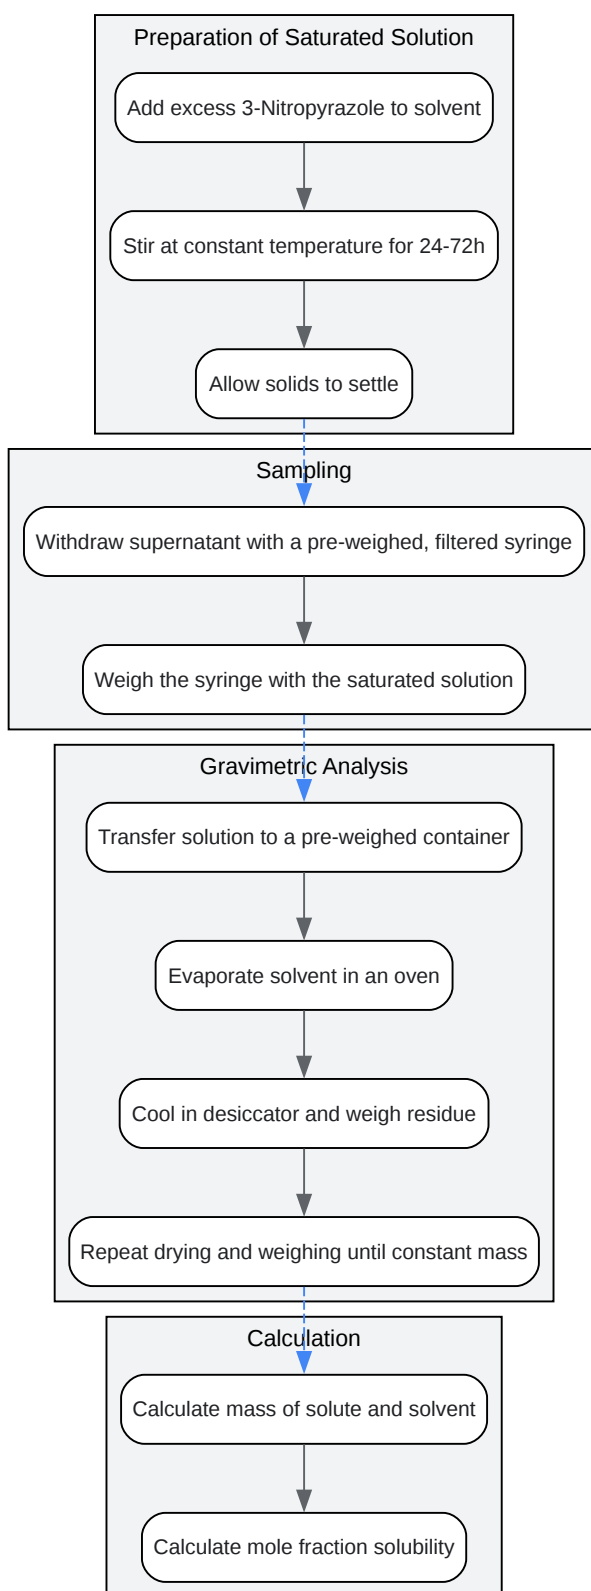 Preparation of Saturated Solution
Add excess 3-Nitropyrazole to solvent
Stir at constant temperature for 24-72h
Allow solids to settle
Sampling
Withdraw supernatant with a pre-weighed, filtered syringe
Weigh the syringe with the saturated solution
Gravimetric Analysis
Transfer solution to a pre-weighed container
Evaporate solvent in an oven
Cool in desiccator and weigh residue
Repeat drying and weighing until constant mass
Calculation
Calculate mass of solute and solvent
Calculate mole fraction solubility